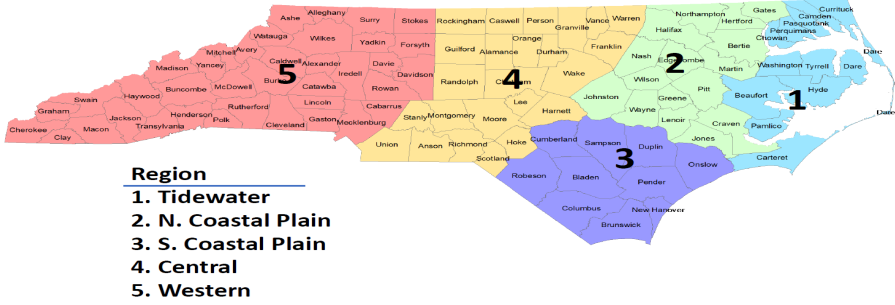 Alleghany
Ashe
Surry
Stokes
Rockingham
Caswell
Person
Vance
Warren
Granville
Northampton
Gates
Hertford
Currituck
Camden
Pasquotank
Perquimans
Chowan
Watauga
Wilkes
Yadkin
Forsyth
Guilford
Alamance
Orange
Durham
Franklin
Halifax
Bertie
Mitchell
Avery
Yancey
Madison
Caldwell
Alexander
Davie
Iredell
Davidson
Randolph
Wake
Nash
Edgecombe
Martin
Washington
Tyrrell
Dare
Dare
Dare
Swain
Haywood
Buncombe
McDowell
Catawba
Rowan
4
2
5
Wilson
Pitt
Beaufort
Hyde
1
Graham
Jackson
Henderson
Rutherford
Polk
Lincoln
Gaston
Cabarrus
Lee
Harnett
Johnston
Wayne
Greene
Lenoir
Craven
Pamlico
Cherokee
Clay
Macon
Transylvania
Cleveland
Mecklenburg
Stanly
Montgomery
Moore
Jones
Carteret
Union
Anson
Richmond
Scotland
Hoke
Cumberland
Sampson
Duplin
Onslow
3
Robeson
Bladen
Pender
Columbus
New Hanover
Brunswick
Region
1. Tidewater
2. N. Coastal Plain
3. S. Coastal Plain
4. Central
5. Western